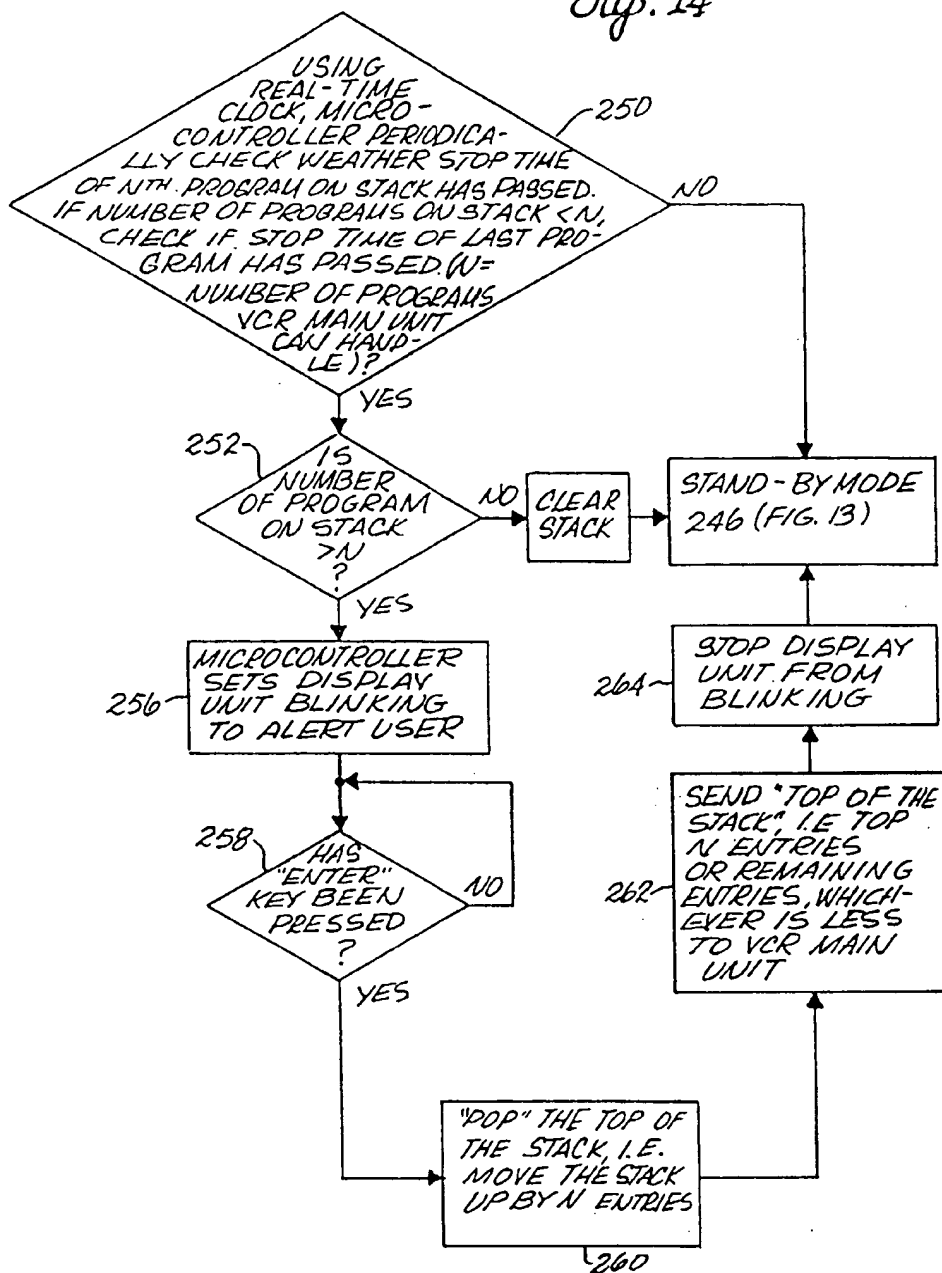 Fig. 14
USING
REAL-TIME
CLOCK, MICRO-
CONTROLLER PERIODICA-
LLY CHECK WEATHER STOP TIME
OF NTH. PROGRAM ON STACK HAS PASSED.
IF NUMBER OF PROGRAMS ON STACK <N,
CHECK IF STOP TIME OF LAST PRO-
GRAM HAS PASSED. (N=
NUMBER OF PROGRAMS
VCR MAIN UNIT
CAN HAND-
LE)?
250
NO
YES
252
IS
NUMBER
OF PROGRAM
ON STACK
>N
?
NO
CLEAR
STACK
STAND-BY MODE
246 (FIG. 13)
YES
256
MICROCONTROLLER
SETS DISPLAY
UNIT BLINKING
TO ALERT USER
264
STOP DISPLAY
UNIT FROM
BLINKING
258
HAS
"ENTER"
KEY BEEN
PRESSED
?
NO
YES
262
SEND "TOP OF THE
STACK", I.E TOP
N ENTRIES
OR REMAINING
ENTRIES, WHICH-
EVER IS LESS
TO VCR MAIN
UNIT
"POP" THE TOP OF
THE STACK, I.E.
MOVE THE STACK
UP BY N ENTRIES
260